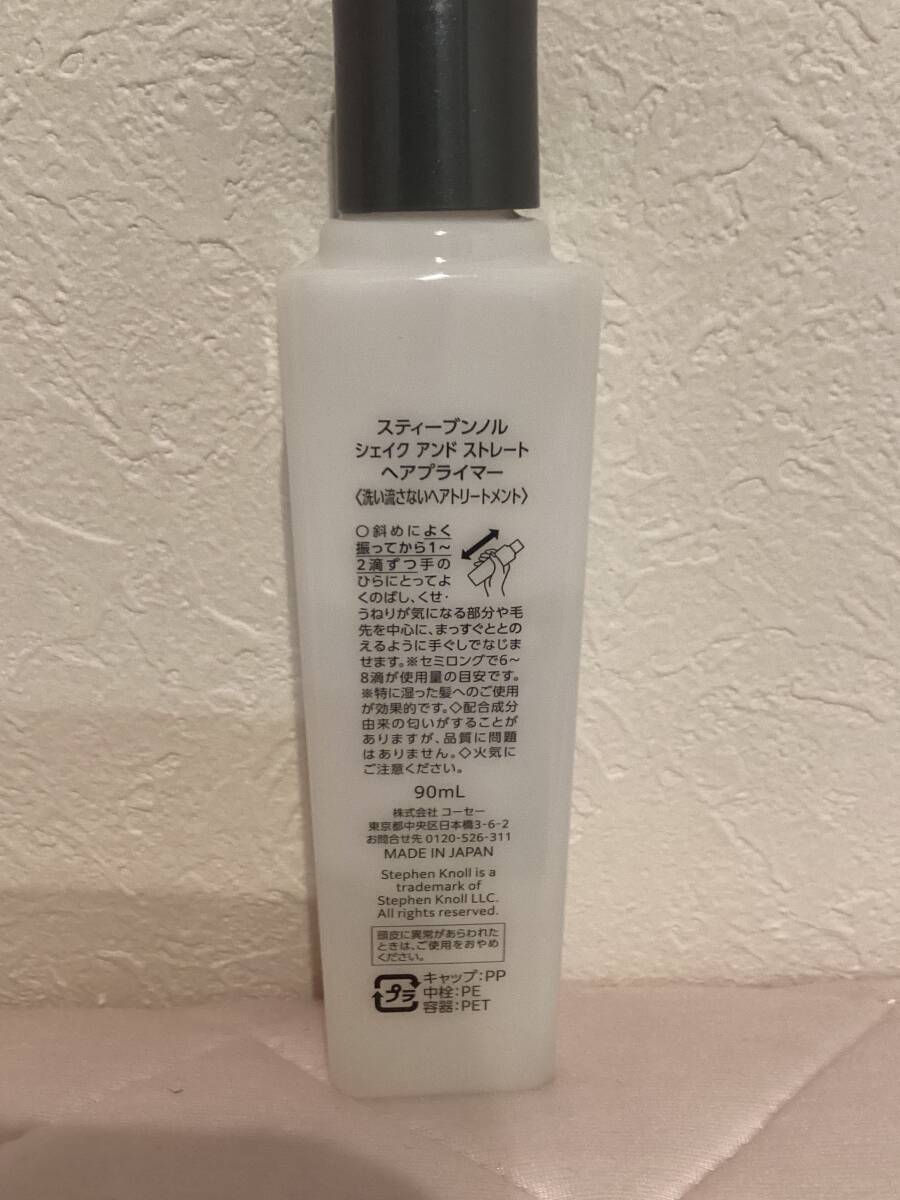 スティーブンノル
シェイク アンド ストレート
ヘアプライマー
〈洗い流さないヘアトリートメント〉
○斜めによく
振ってから1~
2滴ずつ手の
ひらにとってよ
くのばし、くせ・
うねりが気になる部分や毛
先を中心に、まっすぐととの
えるように手ぐしでなじま
せます。※セミロングで6~
8滴が使用量の目安です。
※特に湿った髪へのご使用
が効果的です。◇配合成分
由来の匂いがすることが
ありますが、品質に問題
はありません。◇火気に
ご注意ください。
90mL
株式会社 コーセー
東京都中央区日本橋3-6-2
お問合せ先 0120-526-311
MADE IN JAPAN
Stephen Knoll is a
trademark of
Stephen Knoll LLC.
All rights reserved.
頭皮に異常があらわれた
ときは、ご使用をおやめ
ください。
プラ
キャップ:PP
中栓:PE
容器:PET